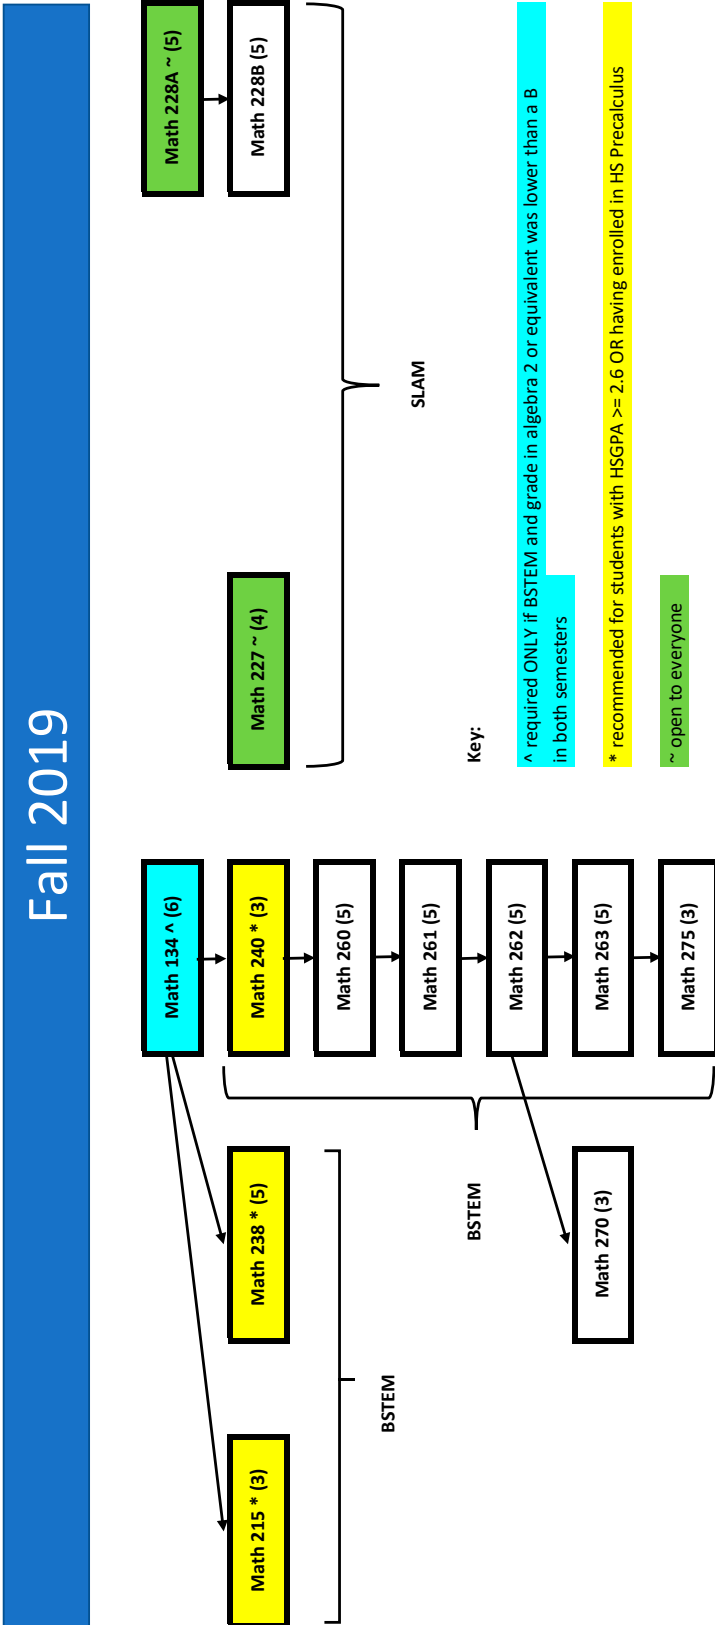 Fall 2019
Math 134 ^ (6)
Math 228A ~ (5)
Math 215 * (3)
Math 238 * (5)
Math 240 * (3)
Math 227 ~ (4)
Math 228B (5)
Math 260 (5)
BSTEM
Math 261 (5)
SLAM
BSTEM
Math 262 (5)
Key:
^ required ONLY if BSTEM and grade in algebra 2 or equivalent was lower than a B
in both semesters
Math 270 (3)
Math 263 (5)
* recommended for students with HSGPA >= 2.6 OR having enrolled in HS Precalculus
Math 275 (3)
~ open to everyone